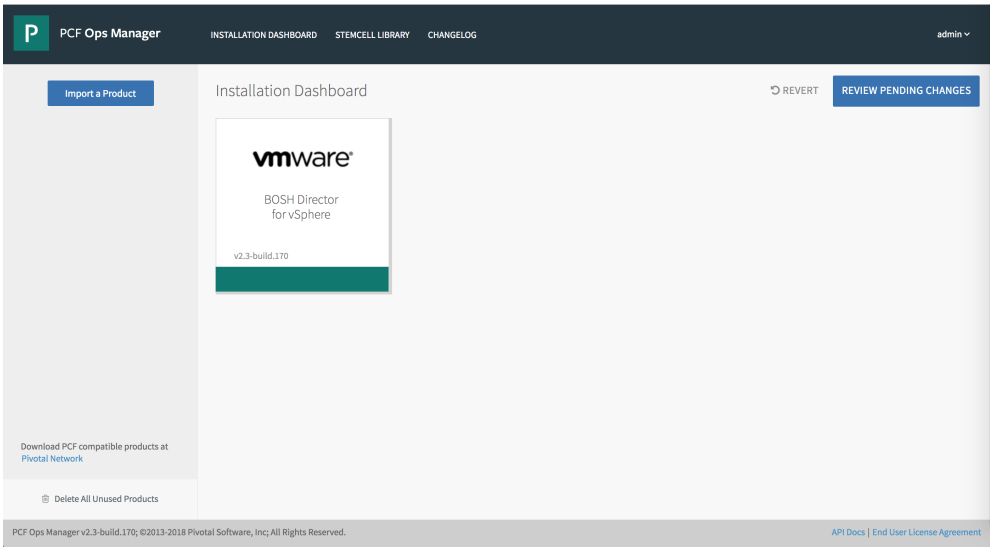 P PCF Ops Manager INSTALLATION DASHBOARD STEMCELL LIBRARY CHANGELOG admin
Import a Product
Installation Dashboard REVERT REVIEW PENDING CHANGES
vmware®
BOSH Director
for vSphere
v2.3-build.170
Download PCF compatible products at
Pivotal Network
Delete All Unused Products
PCF Ops Manager v2.3-build.170; ©2013-2018 Pivotal Software, Inc; All Rights Reserved. API Docs | End User License Agreement